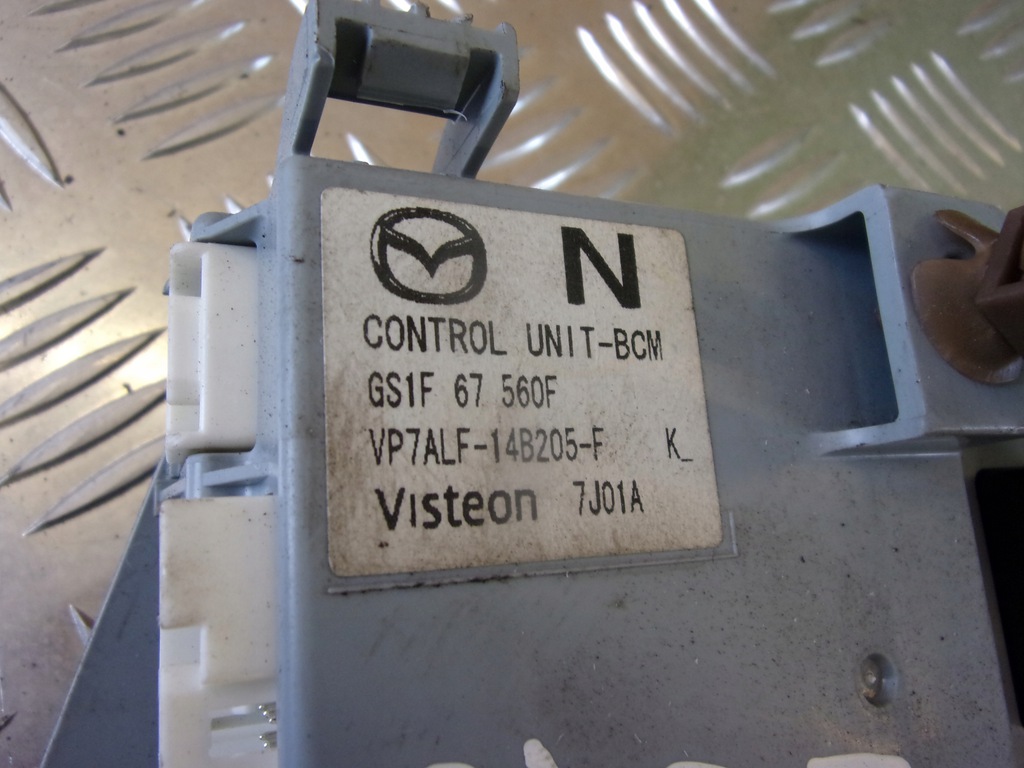 N
CONTROL UNIT-BCM
GS1F 67 560F
VP7ALF-14B205-F K_
Visteon 7J01A